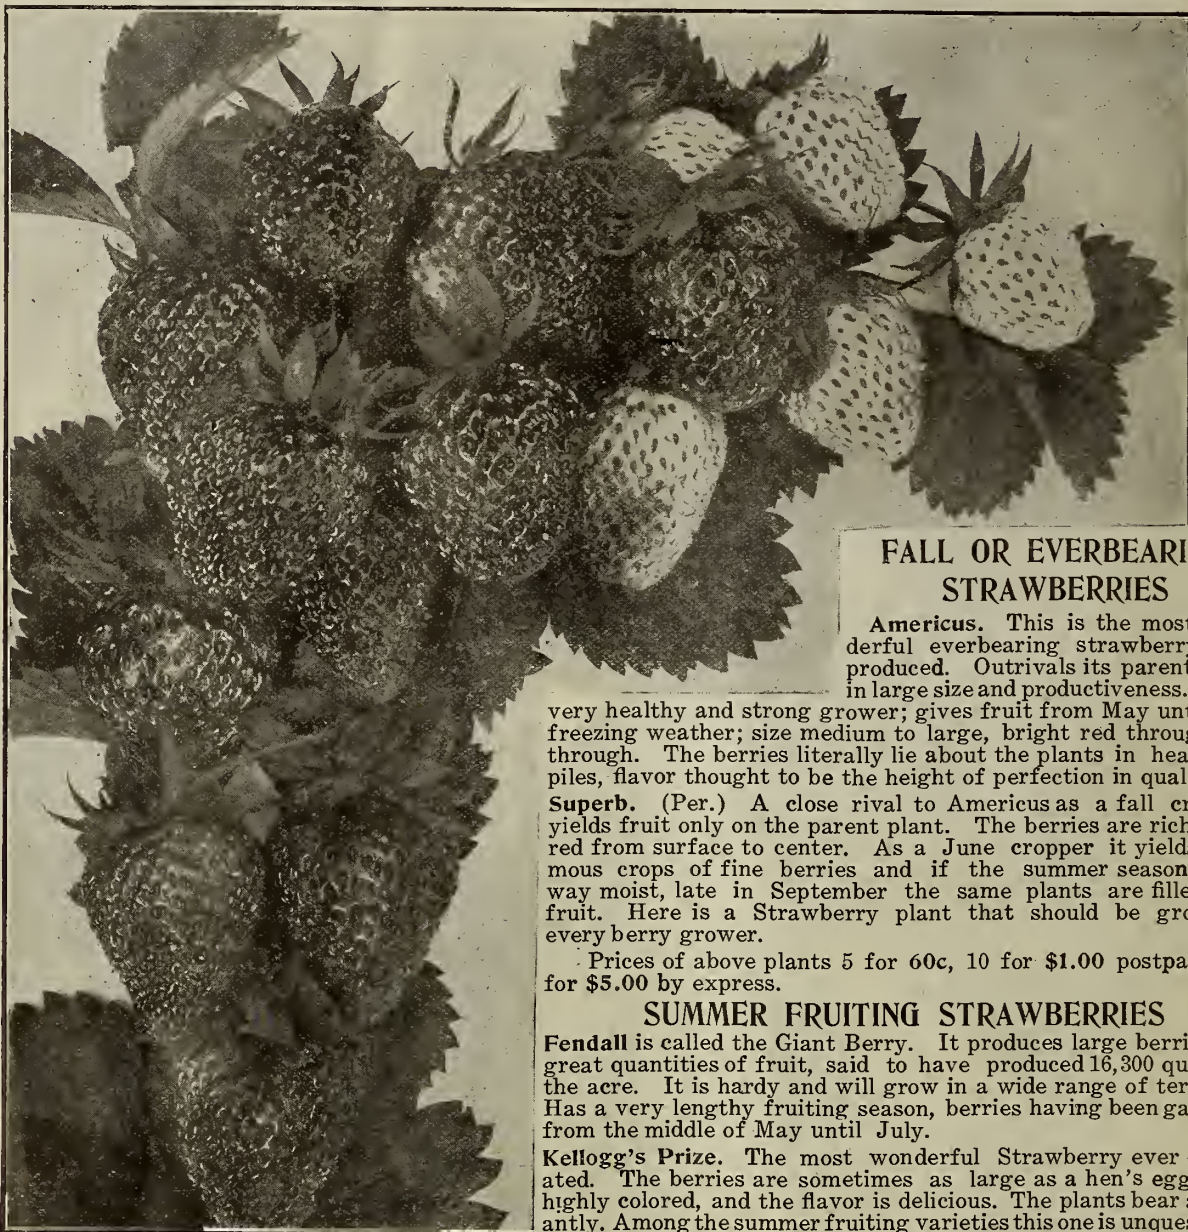 FALL OR EVERBEARI
STRAWBERRIES
Americus. This is the most
derful everbearing strawberry
produced. Outrivals its parent
in large size and productiveness.
very healthy and strong grower; gives fruit from May unt
freezing weather; size medium to large, bright red throug
through. The berries literally lie about the plants in hea
piles, flavor thought to be the height of perfection in qual
Superb. (Per.) A close rival to Americus as a fall cr
yields fruit only on the parent plant. The berries are rich
red from surface to center. As a June cropper it yield
mous crops of fine berries and if the summer season
way moist, late in September the same plants are fille
fruit. Here is a Strawberry plant that should be gro
every berry grower.
Prices of above plants 5 for 60c, 10 for $1.00 postpa
for $5.00 by express.
SUMMER FRUITING STRAWBERRIES
Fendall is called the Giant Berry. It produces large berri
great quantities of fruit, said to have produced 16,300 qu
the acre. It is hardy and will grow in a wide range of ter
Has a very lengthy fruiting season, berries having been ga
from the middle of May until July.
Kellogg's Prize. The most wonderful Strawberry ever
ated. The berries are sometimes as large as a hen's egg
highly colored, and the flavor is delicious. The plants bear
antly. Among the summer fruiting varieties this one is unque